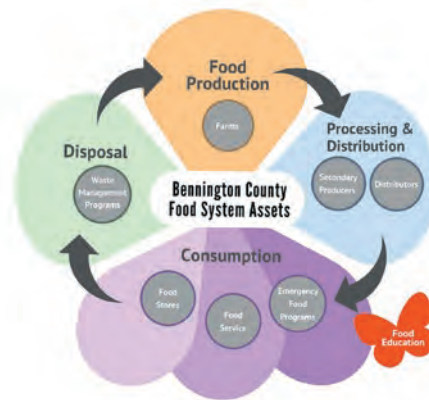 Food
Production
Farms
Processing &
Distribution
Secondary
Producers
Distributors
Disposal
Waste
Management
Programs
Bennington County
Food System Assets
Consumption
Food
Stores
Food
Service
Emergency
Food
Programs
Food
Education